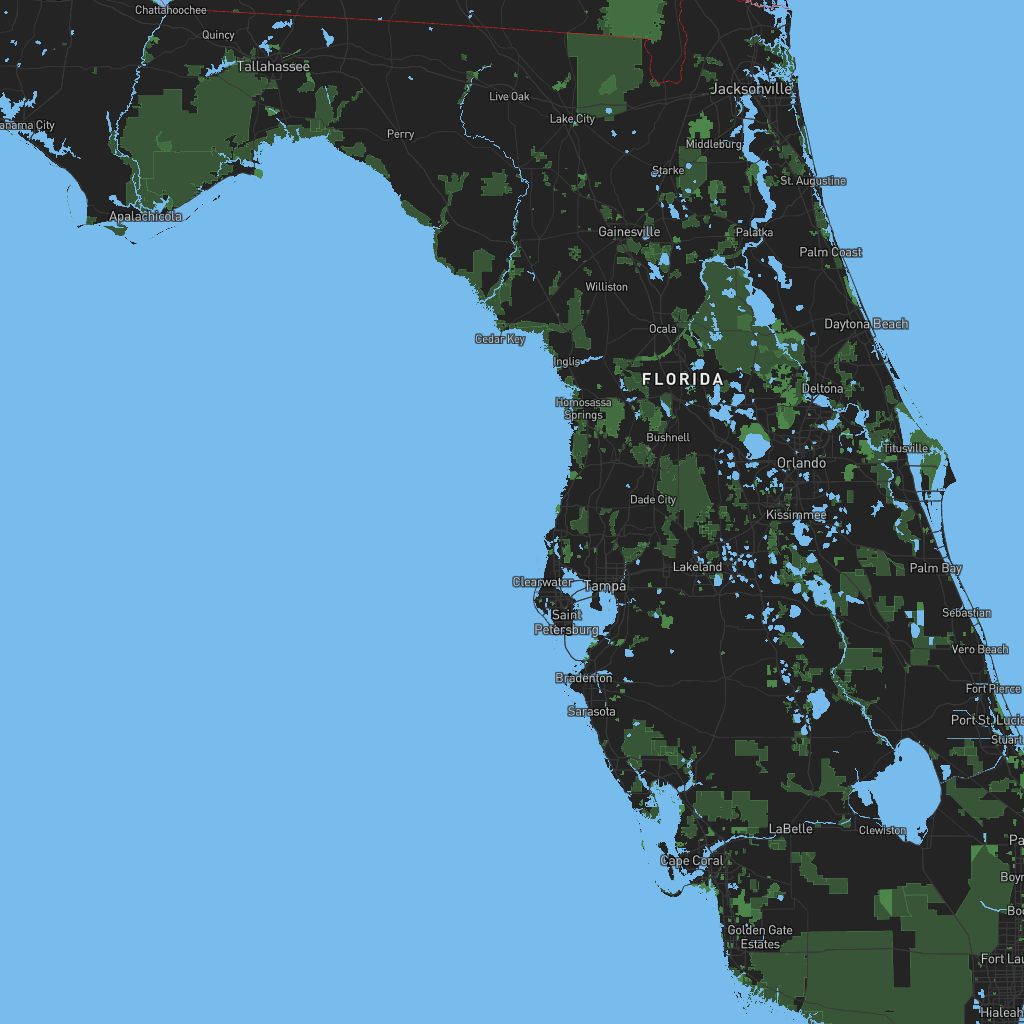 Chattahoochee
Quincy
Tallahassee
Jacksonville
Live Oak
Lake City
anama City
Perry
Middleburg
Starke
St. Augustine
Apalachicola
Gainesville
Palatka
Palm Coast
Williston
Daytona Beach
Ocala
Cedar Key
Inglis
FLORIDA
Deltona
Homosassa
Springs
Bushnell
Titusville
Orlando
Dade City
Kissimmee
Lakeland
Palm Bay
Clearwater
Tampa
Saint
Petersburg
Sebastian
Vero Beach
Bradenton
Fort Pierce
Sarasota
Port St. Lucie
Stuart
LaBelle
Clewiston
Pa
Cape Coral
Boyn
Boc
Golden Gate
Estates
Fort Lau
Hialeah